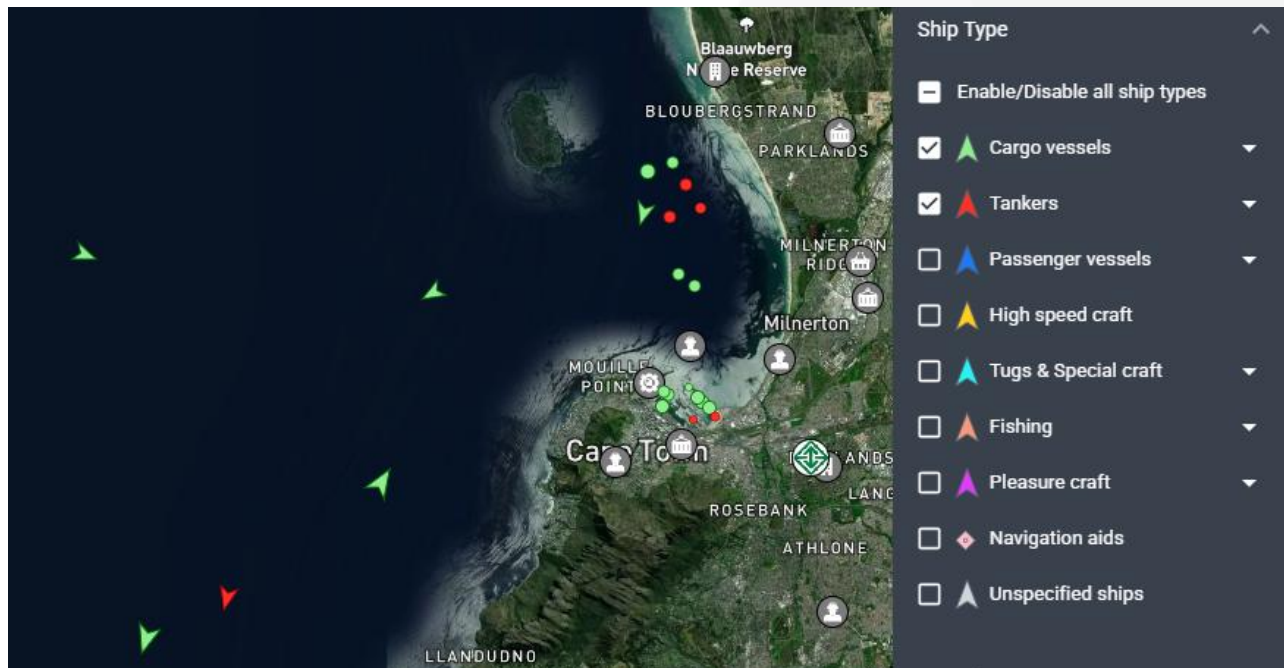 Blaauwberg
N e Reserve
BLOUBERGSTRAND
PARKLANDS
MILNERTON
RIDG
Milnerton
MOUILLE
POINT
Cape Town
ANDS
LANG
ROSEBANK
ATHLONE
LLANDUDNO
Ship Type
Enable/Disable all ship types
Cargo vessels
Tankers
Passenger vessels
High speed craft
Tugs & Special craft
Fishing
Pleasure craft
Navigation aids
Unspecified ships